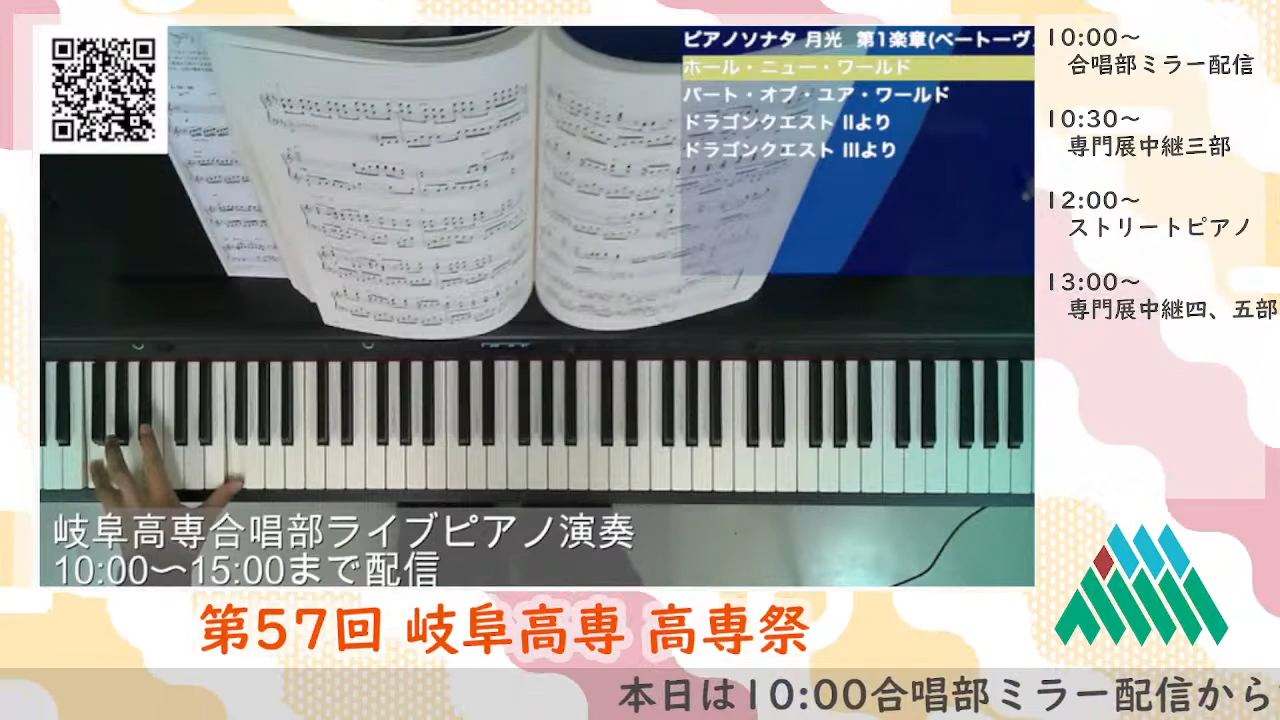 ピアノソナタ 月光 第1楽章(ベートーヴ
ホール・ニュー・ワールド
パート・オブ・ユア・ワールド
ドラゴンクエスト IIより
ドラゴンクエスト IIIより
10:00～
合唱部ミラー配信
10:30～
専門展中継三部
12:00～
ストリートピアノ
13:00～
専門展中継四、五部
岐阜高専合唱部ライブピアノ演奏
10:00〜15:00まで配信
第57回 岐阜高専 高専祭
本日は10:00合唱部ミラー配信から